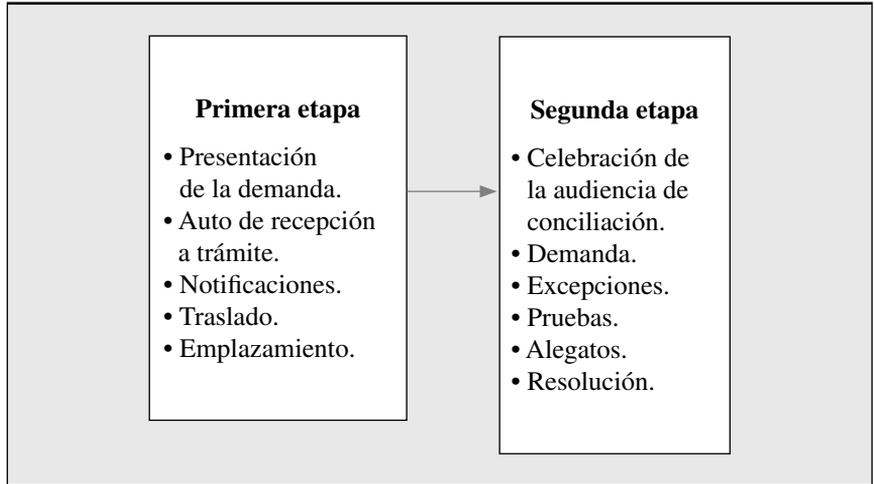 Primera etapa
• Presentación
de la demanda.
• Auto de recepción
a trámite.
• Notificaciones.
• Traslado.
• Emplazamiento.
Segunda etapa
• Celebración de
la audiencia de
conciliación.
• Demanda.
• Excepciones.
• Pruebas.
• Alegatos.
• Resolución.